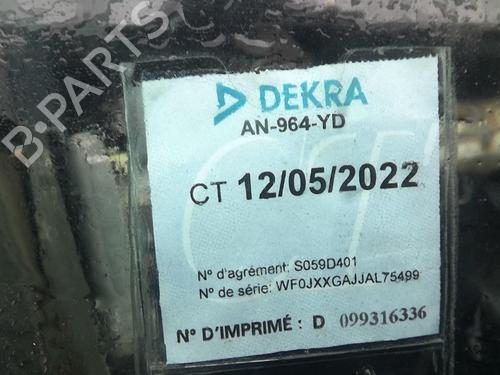 B-PARTS
DEKRA
AN-964-YD
CT 12/05/2022
N° d'agrément: S059D401
N° de série: WF0JXXGAJJAL75499
N° D'IMPRIMÉ : D 099316336